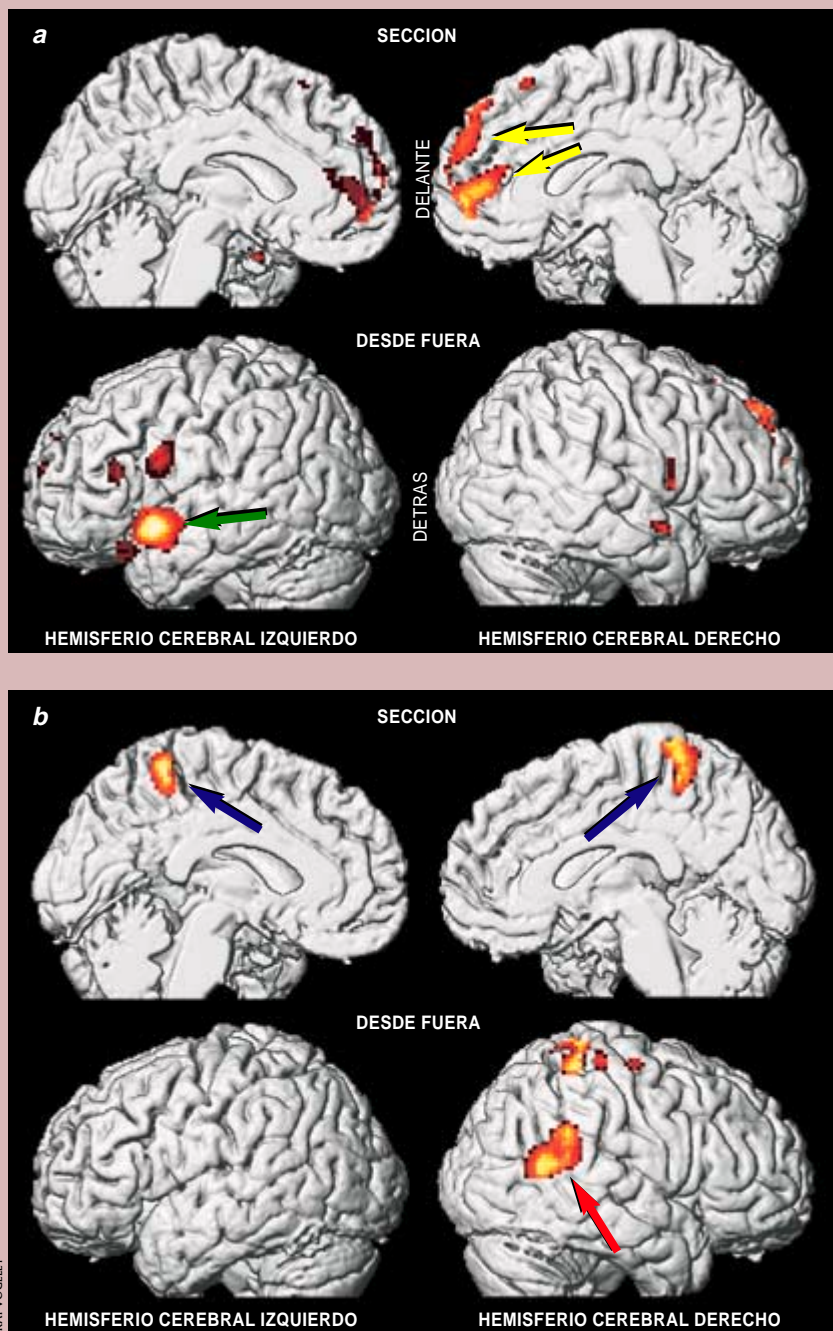 a
SECCION
DELANTE
DESDE FUERA
DETRAS
HEMISFERIO CEREBRAL IZQUIERDO
HEMISFERIO CEREBRAL DERECHO
b
SECCION
DESDE FUERA
HEMISFERIO CEREBRAL IZQUIERDO
HEMISFERIO CEREBRAL DERECHO
VOGELEY